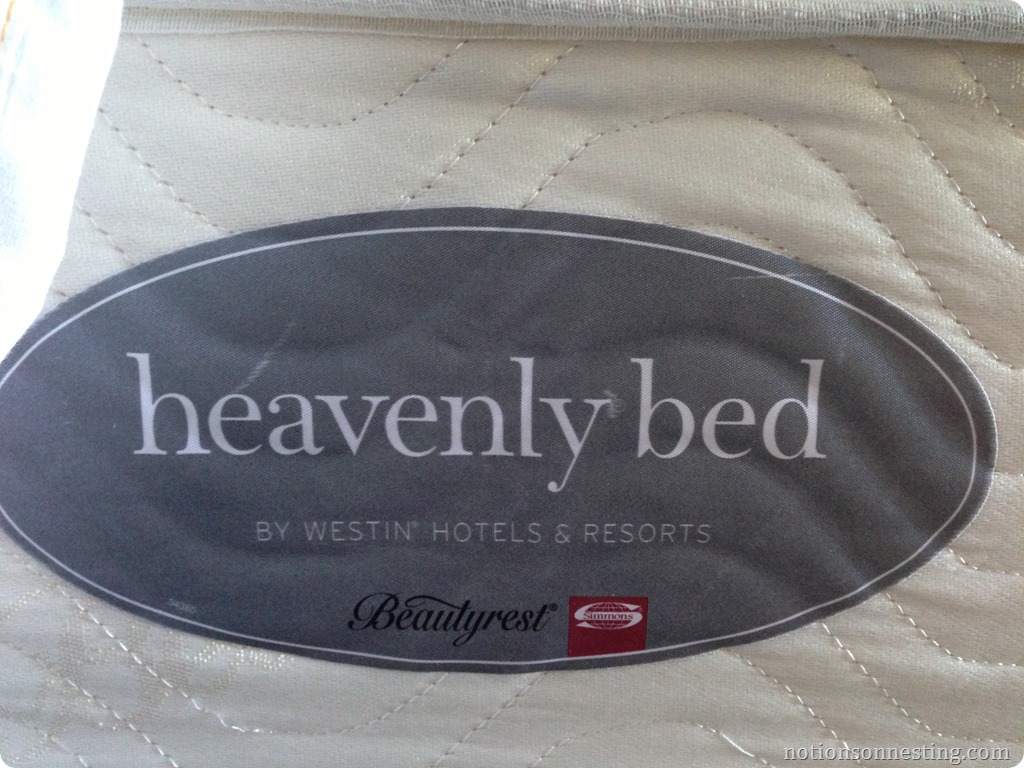 heavenly® bed
BY WESTIN® HOTELS & RESORTS
Beautyrest® Simmons
notionsonnesting.com